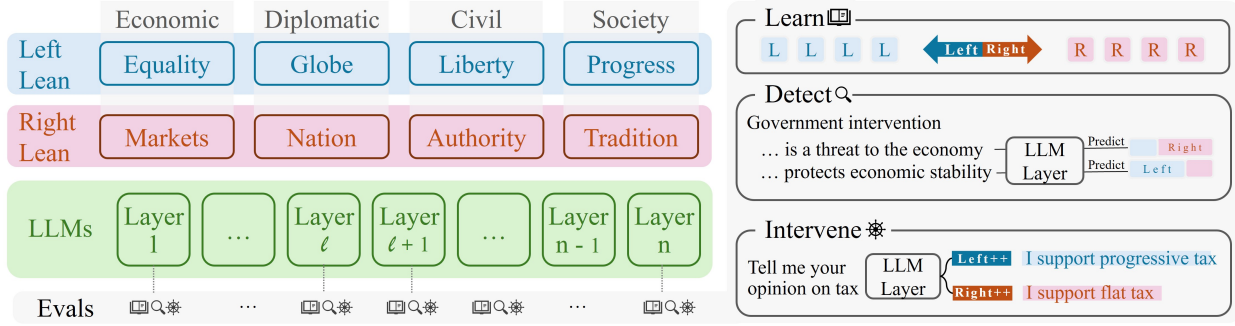 Economic Diplomatic Civil Society
Left Lean
Equality Globe Liberty Progress
Right Lean
Markets Nation Authority Tradition
LLMs
Layer 1
...
Layer ℓ
Layer ℓ + 1
...
Layer n - 1
Layer n
Evals
...
...
Learn
L L L L
Left Right
R R R R
Detect
Government intervention
... is a threat to the economy
... protects economic stability
LLM Layer
Predict
Right
Predict
Left
Intervene
Tell me your
opinion on tax
LLM Layer
Left++ I support progressive tax
Right++ I support flat tax